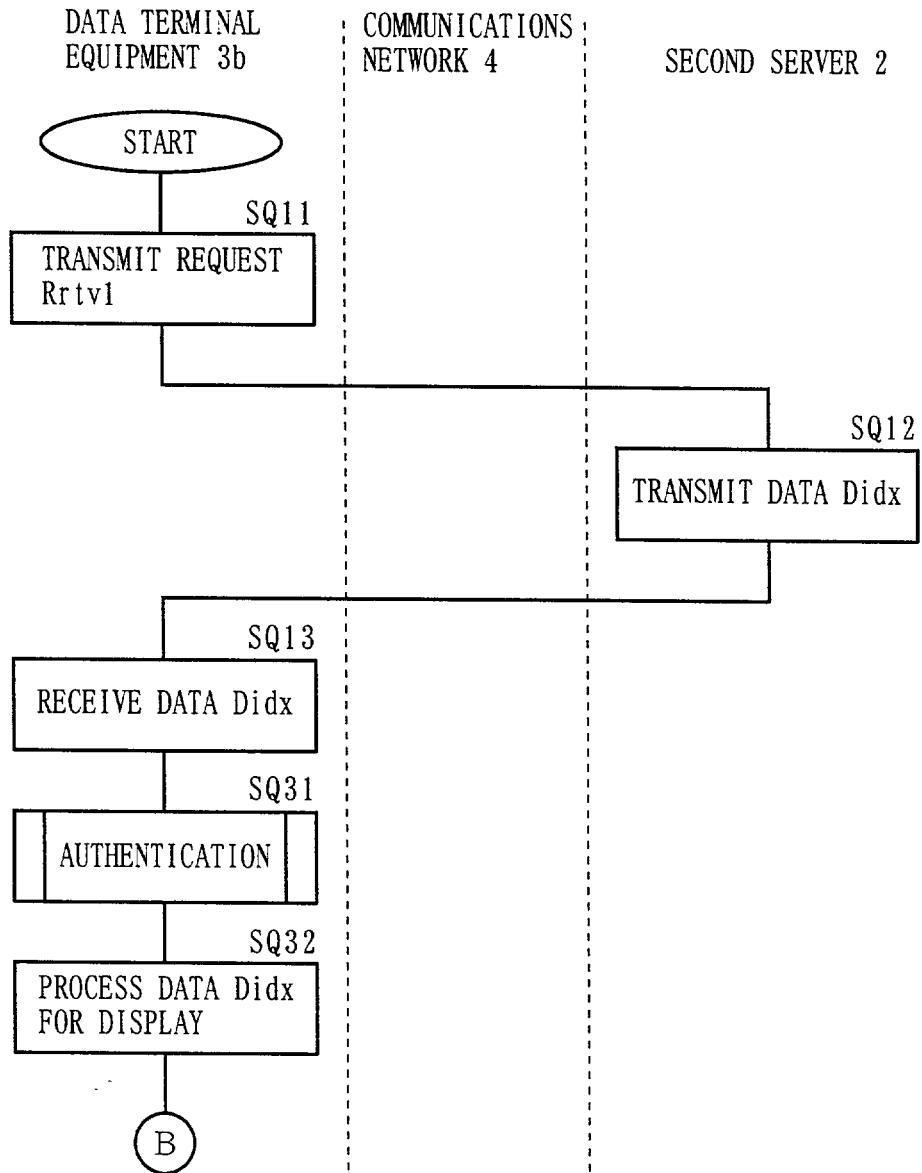 DATA TERMINAL
EQUIPMENT 3b
COMMUNICATIONS
NETWORK 4
SECOND SERVER 2
START
SQ11
TRANSMIT REQUEST
Rrtv1
SQ12
TRANSMIT DATA Didx
SQ13
RECEIVE DATA Didx
SQ31
AUTHENTICATION
SQ32
PROCESS DATA Didx
FOR DISPLAY
B